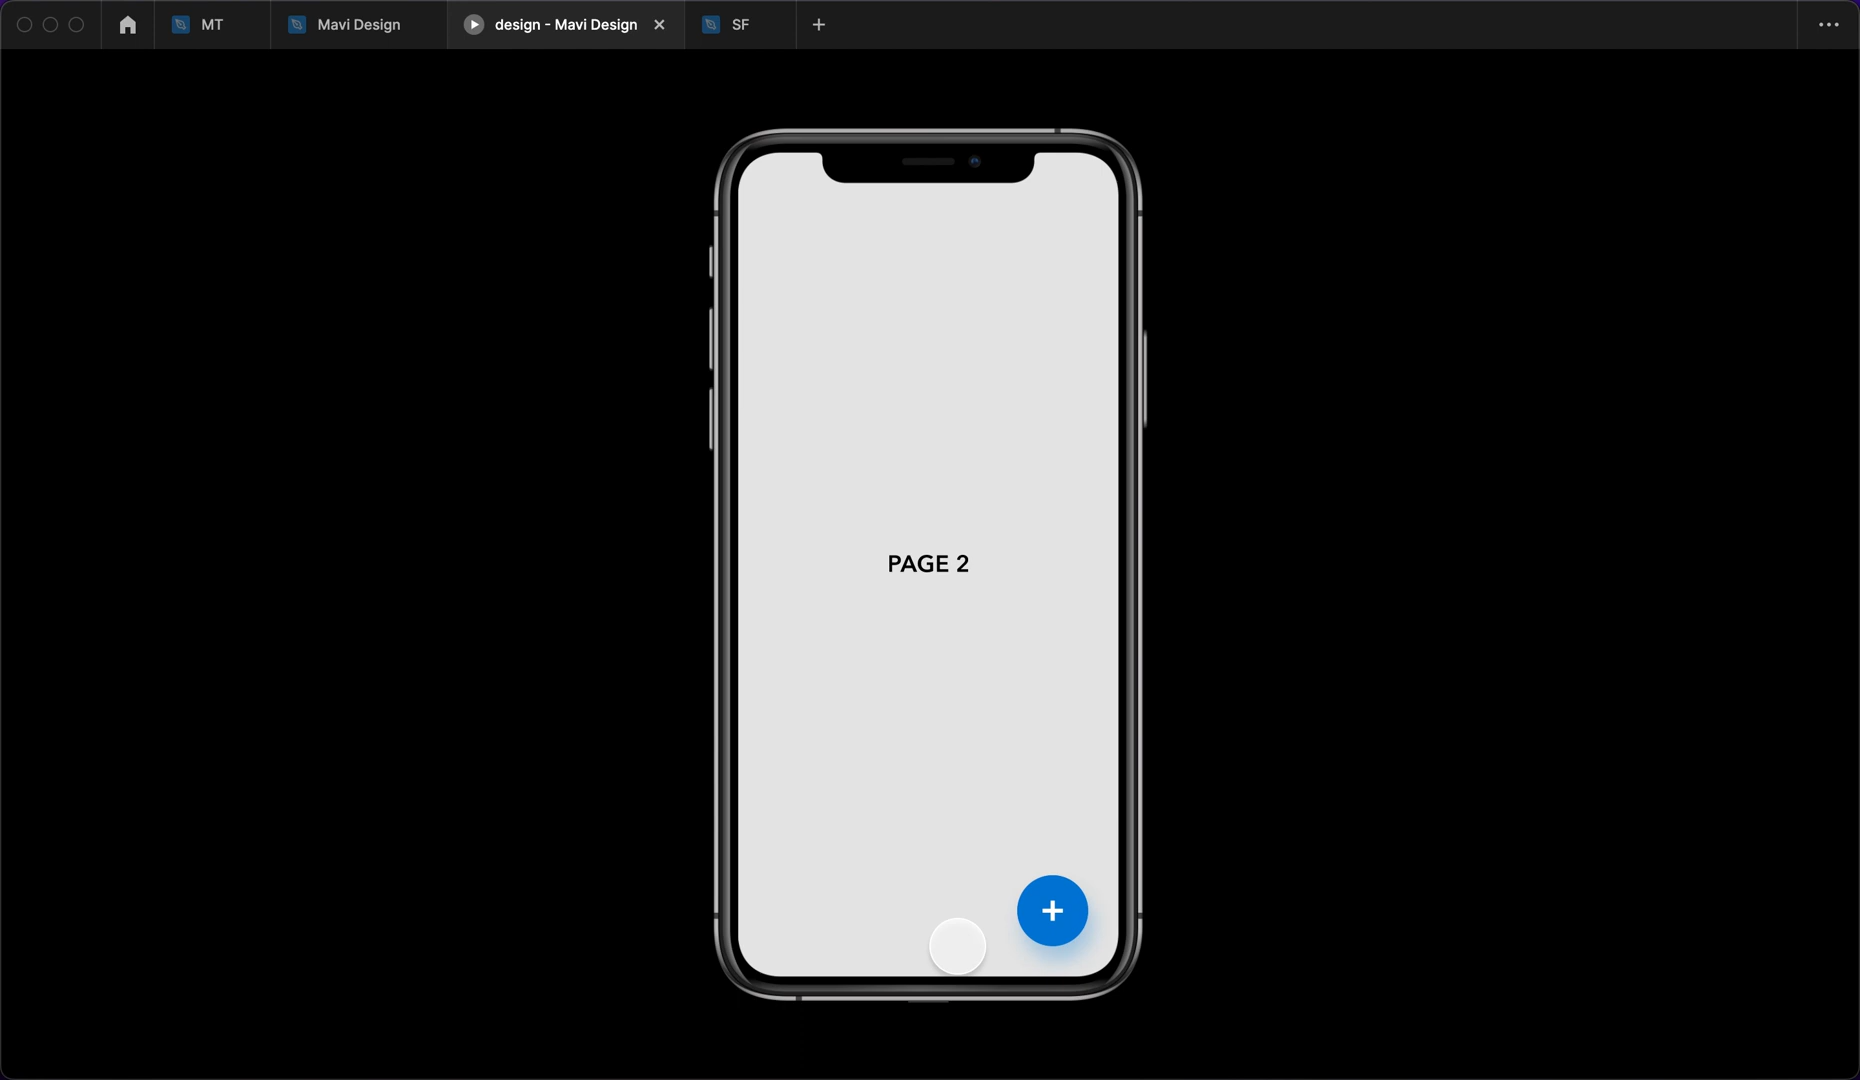 MT
Mavi Design
design - Mavi Design
SF
PAGE 2